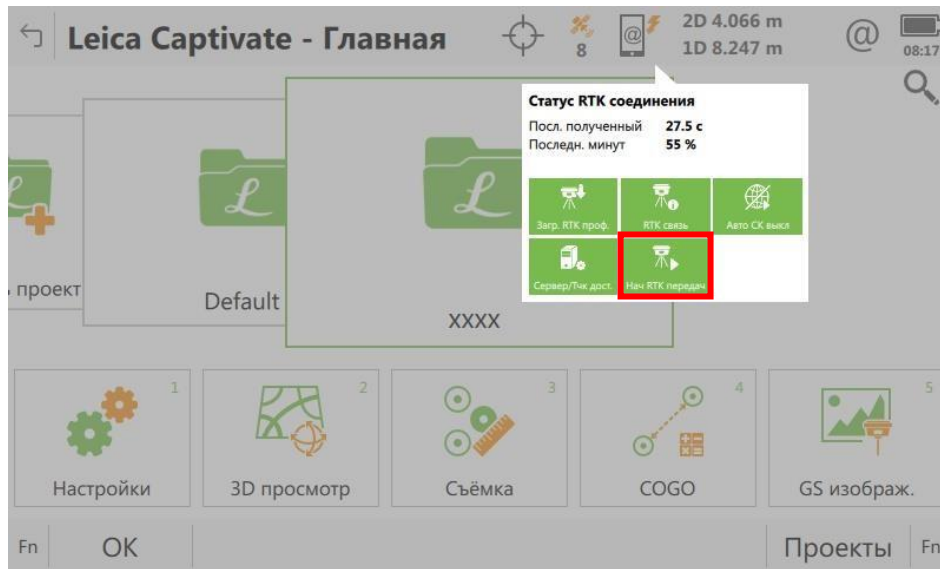 Leica Captivate - Главная
8
@
2D 4.066 m
1D 8.247 m
@
08:17
Статус RTK соединения
Посл. полученный 27.5 с
Последн. минут 55 %
Загр. RTK проф.
RTK связь
Авто СК выкл
Сервер/Тчк дост.
Нач RTK передач
проект
Default
xxxx
1
Настройки
2
3D просмотр
3
Съёмка
4
COGO
5
GS изображ.
Fn
OK
Проекты
Fn